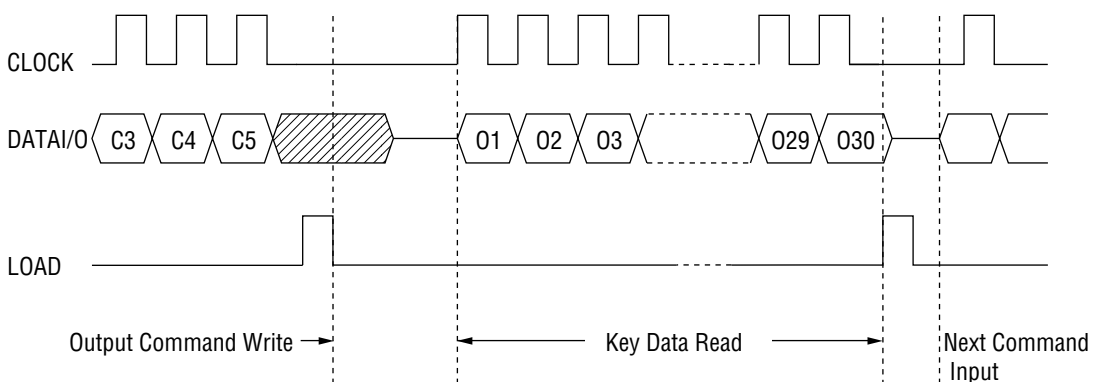 CLOCK
DATAI/O C3 C4 C5 O1 O2 O3 O29 O30
LOAD
Output Command Write Key Data Read Next Command
Input